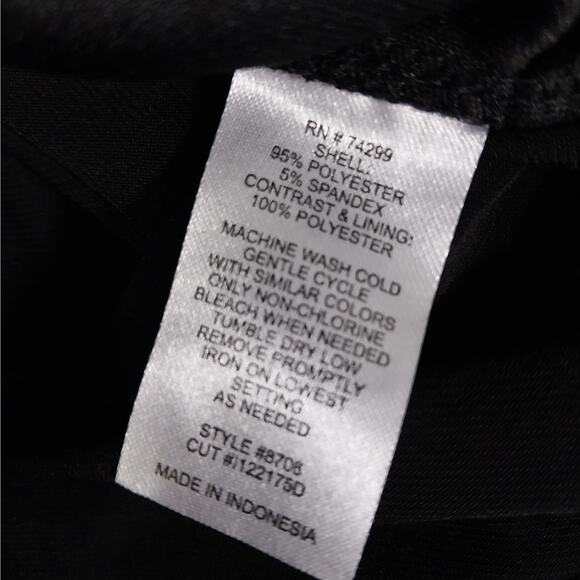 RN # 74299
SHELL:
95% POLYESTER
5% SPANDEX
CONTRAST & LINING:
100% POLYESTER
MACHINE WASH COLD
GENTLE CYCLE
WITH SIMILAR COLORS
ONLY NON-CHLORINE
BLEACH WHEN NEEDED
TUMBLE DRY LOW
REMOVE PROMPTLY
IRON ON LOWEST
SETTING
AS NEEDED
STYLE #8706
CUT #I122175D
MADE IN INDONESIA